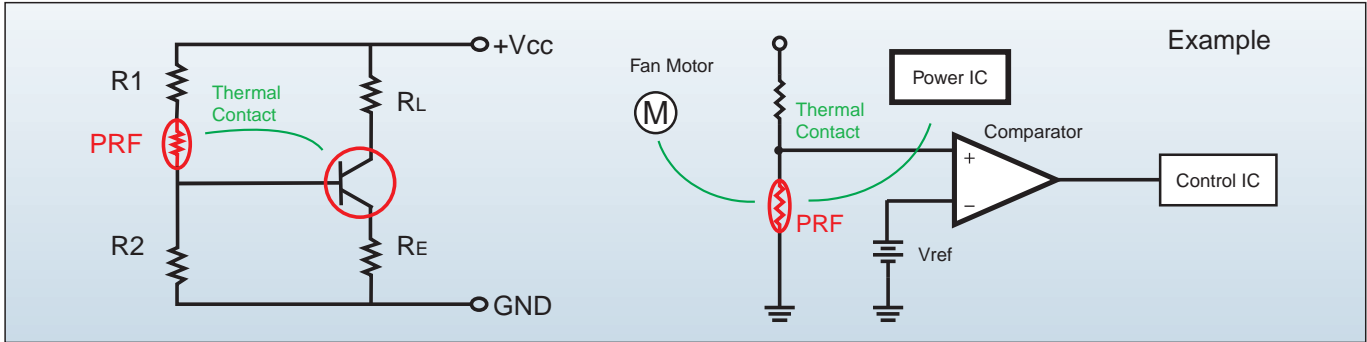 +Vcc
R1
Thermal
Contact
RL
PRF
R2
RE
GND
Example
Fan Motor
M
Power IC
Thermal
Contact
Comparator
+
−
Control IC
PRF
Vref